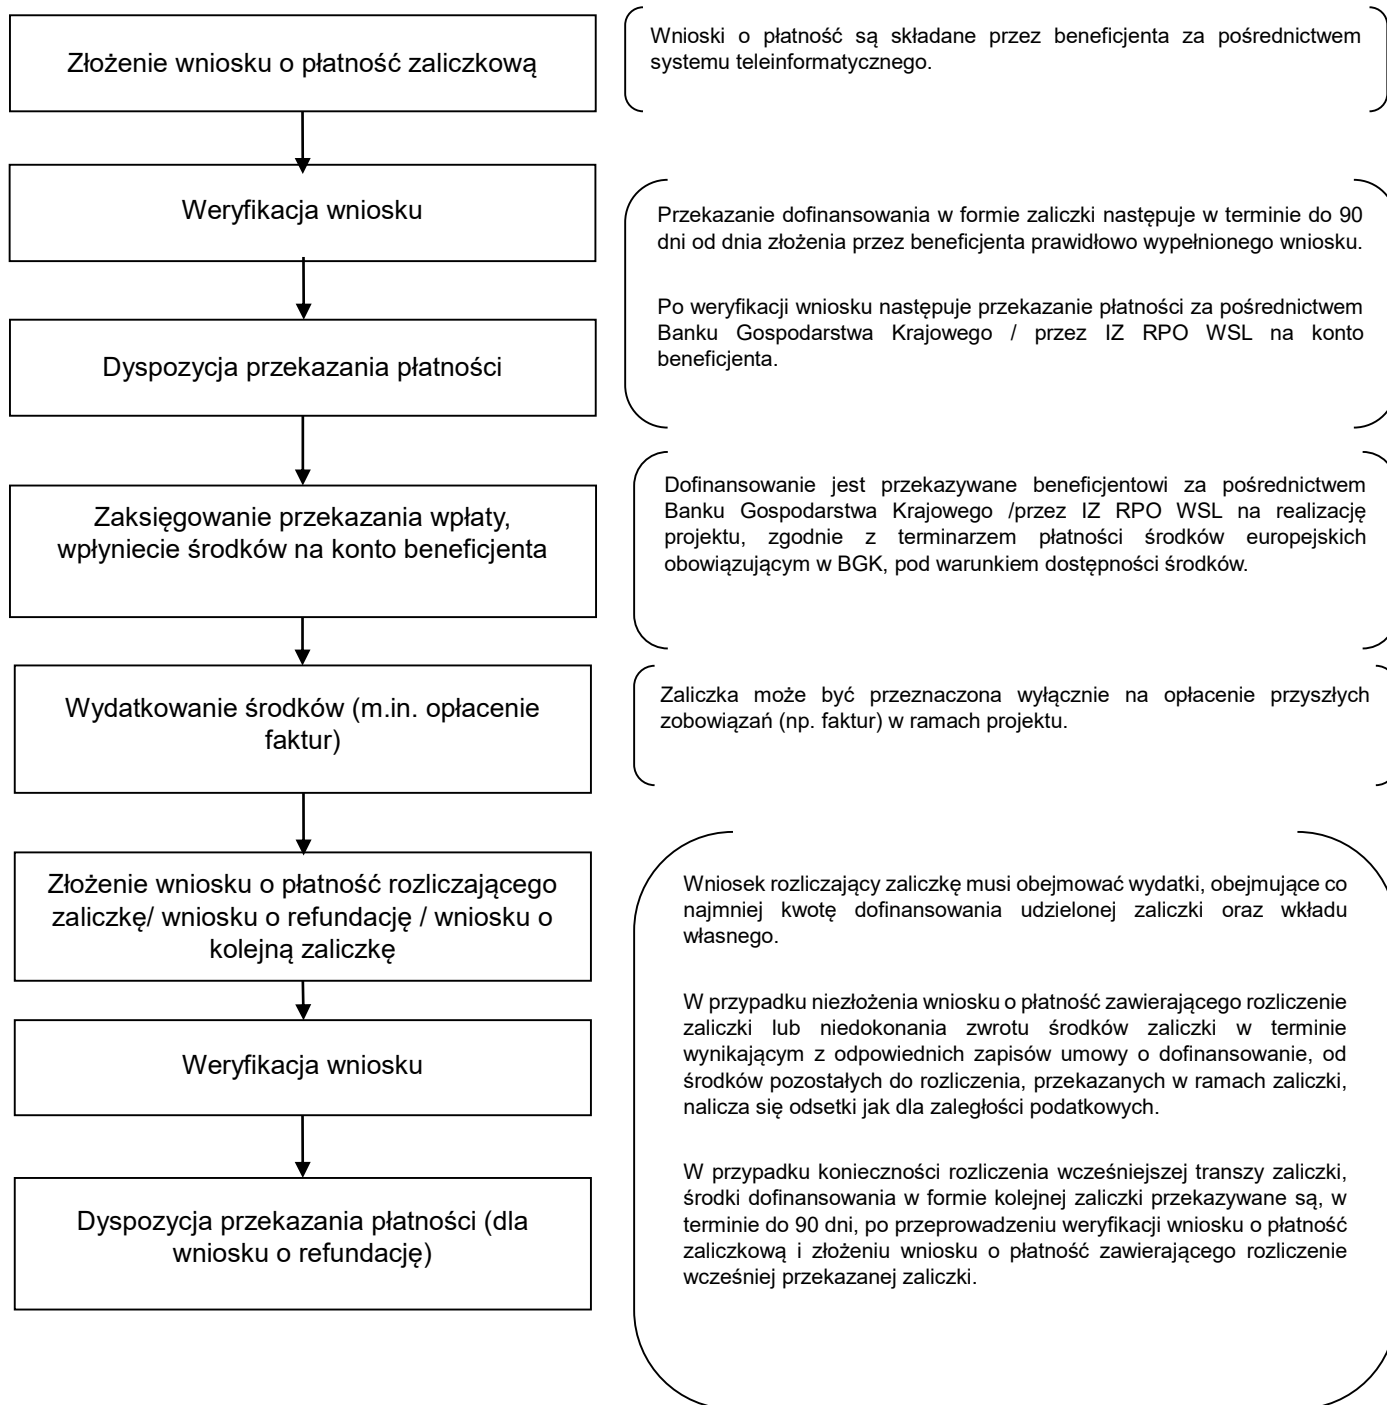 Złożenie wniosku o płatność zaliczkową
Wnioski o płatność są składane przez beneficjenta za pośrednictwem
systemu teleinformatycznego.
Weryfikacja wniosku
Przekazanie dofinansowania w formie zaliczki następuje w terminie do 90
dni od dnia złożenia przez beneficjenta prawidłowo wypełnionego wniosku.
Po weryfikacji wniosku następuje przekazanie płatności za pośrednictwem
Banku Gospodarstwa Krajowego / przez IZ RPO WSL na konto
beneficjenta.
Dyspozycja przekazania płatności
Zaksięgowanie przekazania wpłaty,
wpłyniecie środków na konto beneficjenta
Dofinansowanie jest przekazywane beneficjentowi za pośrednictwem
Banku Gospodarstwa Krajowego /przez IZ RPO WSL na realizację
projektu, zgodnie z terminarzem płatności środków europejskich
obowiązującym w BGK, pod warunkiem dostępności środków.
Wydatkowanie środków (m.in. opłacenie
faktur)
Zaliczka może być przeznaczona wyłącznie na opłacenie przyszłych
zobowiązań (np. faktur) w ramach projektu.
Złożenie wniosku o płatność rozliczającego
zaliczkę/ wniosku o refundację / wniosku o
kolejną zaliczkę
Wniosek rozliczający zaliczkę musi obejmować wydatki, obejmujące co
najmniej kwotę dofinansowania udzielonej zaliczki oraz wkładu
własnego.
W przypadku niezłożenia wniosku o płatność zawierającego rozliczenie
zaliczki lub niedokonania zwrotu środków zaliczki w terminie
wynikającym z odpowiednich zapisów umowy o dofinansowanie, od
środków pozostałych do rozliczenia, przekazanych w ramach zaliczki,
nalicza się odsetki jak dla zaległości podatkowych.
W przypadku konieczności rozliczenia wcześniejszej transzy zaliczki,
środki dofinansowania w formie kolejnej zaliczki przekazywane są, w
terminie do 90 dni, po przeprowadzeniu weryfikacji wniosku o płatność
zaliczkową i złożeniu wniosku o płatność zawierającego rozliczenie
wcześniej przekazanej zaliczki.
Weryfikacja wniosku
Dyspozycja przekazania płatności (dla
wniosku o refundację)